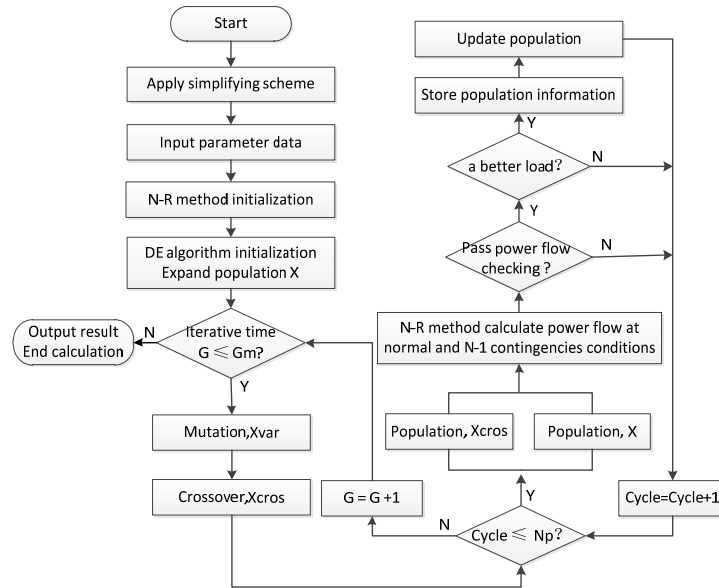 Start
Apply simplifying scheme
Input parameter data
N-R method initialization
DE algorithm initialization
Expand population X
Iterative time
G ≤ Gm?
N
Output result
End calculation
Y
Mutation,Xvar
Crossover,Xcros
Update population
Store population information
Y
a better load?
N
Y
Pass power flow
checking ?
N
N-R method calculate power flow at
normal and N-1 contingencies conditions
Population, Xcros
Population, X
Y
G = G +1
N
Cycle ≤ Np?
Cycle=Cycle+1